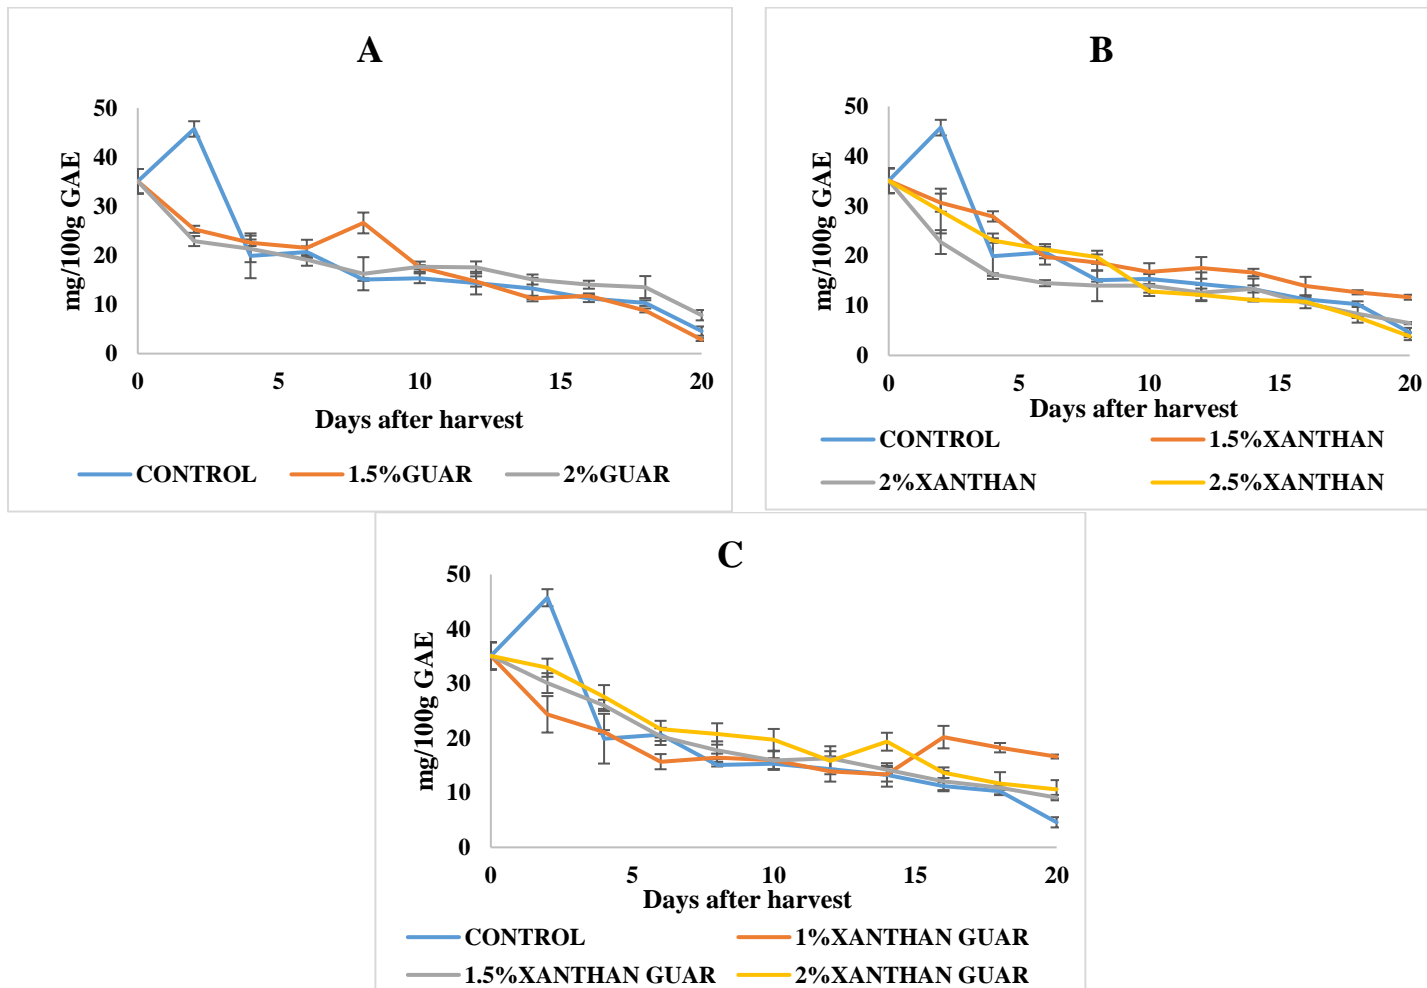 A
mg/100g GAE
50
40
30
20
10
0
0 5 10 15 20
Days after harvest
CONTROL 1.5%GUAR 2%GUAR
B
mg/100g GAE
50
40
30
20
10
0
0 5 10 15 20
Days after harvest
CONTROL 1.5%XANTHAN
2%XANTHAN 2.5%XANTHAN
C
mg/100g GAE
50
40
30
20
10
0
0 5 10 15 20
Days after harvest
CONTROL 1%XANTHAN GUAR
1.5%XANTHAN GUAR 2%XANTHAN GUAR